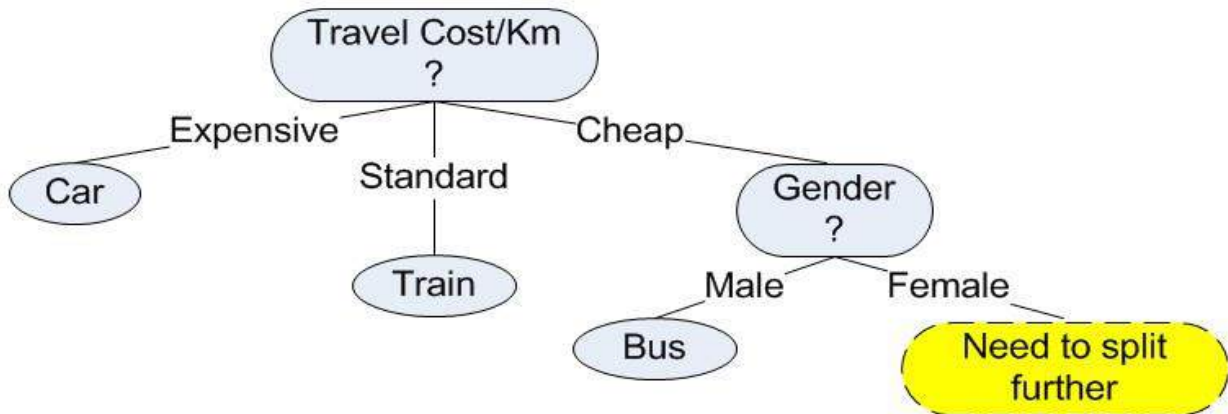 Travel Cost/Km
?
Expensive
Cheap
Standard
Car
Gender
?
Train
Male
Female
Bus
Need to split
further